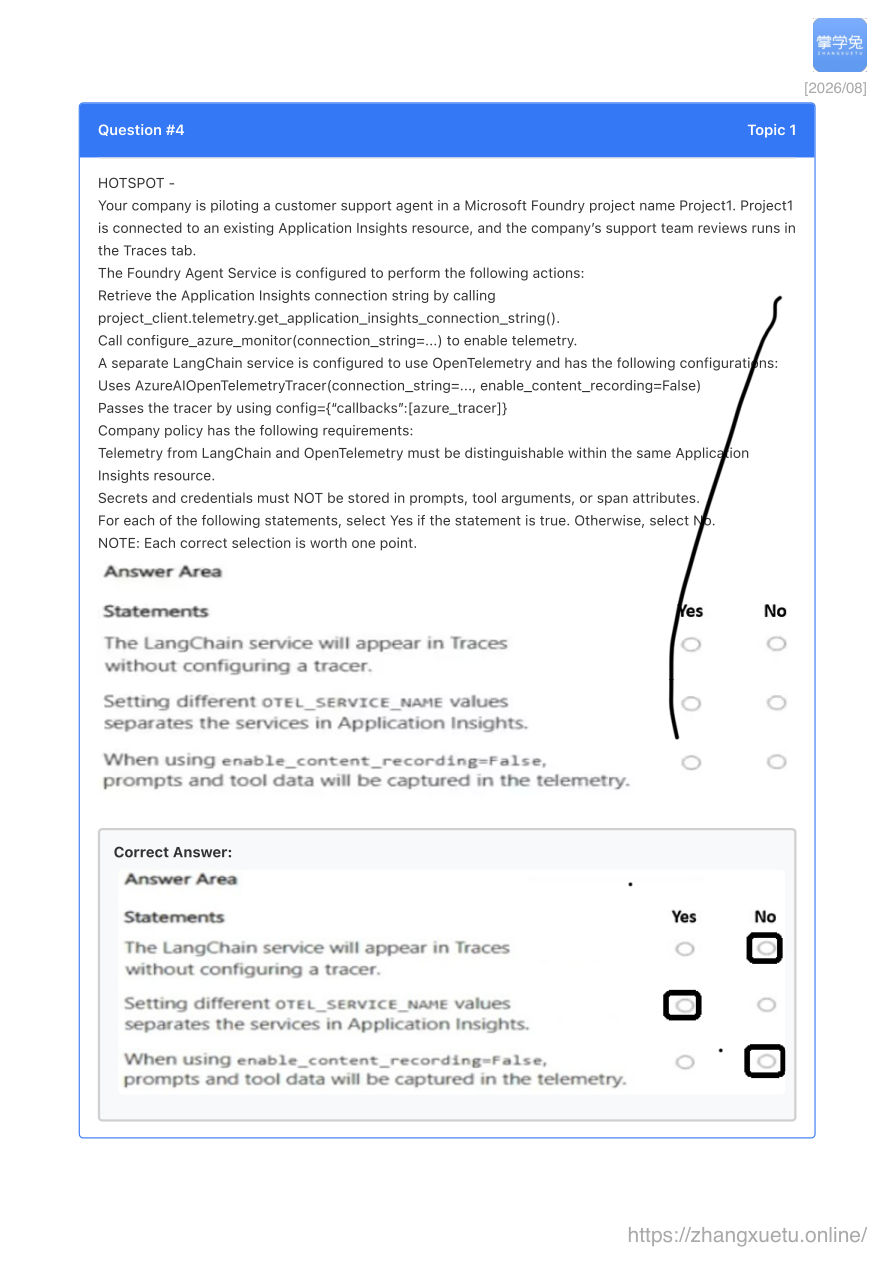 掌学兔
ZHANGXUETU
[2026/08]
Question #4
Topic 1
HOTSPOT -
Your company is piloting a customer support agent in a Microsoft Foundry project name Project1. Project1
is connected to an existing Application Insights resource, and the company’s support team reviews runs in
the Traces tab.
The Foundry Agent Service is configured to perform the following actions:
Retrieve the Application Insights connection string by calling
project_client.telemetry.get_application_insights_connection_string().
Call configure_azure_monitor(connection_string=...) to enable telemetry.
A separate LangChain service is configured to use OpenTelemetry and has the following configurations:
Uses AzureAIOpenTelemetryTracer(connection_string=..., enable_content_recording=False)
Passes the tracer by using config={“callbacks”:[azure_tracer]}
Company policy has the following requirements:
Telemetry from LangChain and OpenTelemetry must be distinguishable within the same Application
Insights resource.
Secrets and credentials must NOT be stored in prompts, tool arguments, or span attributes.
For each of the following statements, select Yes if the statement is true. Otherwise, select No.
NOTE: Each correct selection is worth one point.
Answer Area
Statements Yes No
The LangChain service will appear in Traces
without configuring a tracer.
Setting different OTEL_SERVICE_NAME values
separates the services in Application Insights.
When using enable_content_recording=False,
prompts and tool data will be captured in the telemetry.
Correct Answer:
Answer Area
Statements Yes No
The LangChain service will appear in Traces
without configuring a tracer.
Setting different OTEL_SERVICE_NAME values
separates the services in Application Insights.
When using enable_content_recording=False,
prompts and tool data will be captured in the telemetry.
https://zhangxuetu.online/